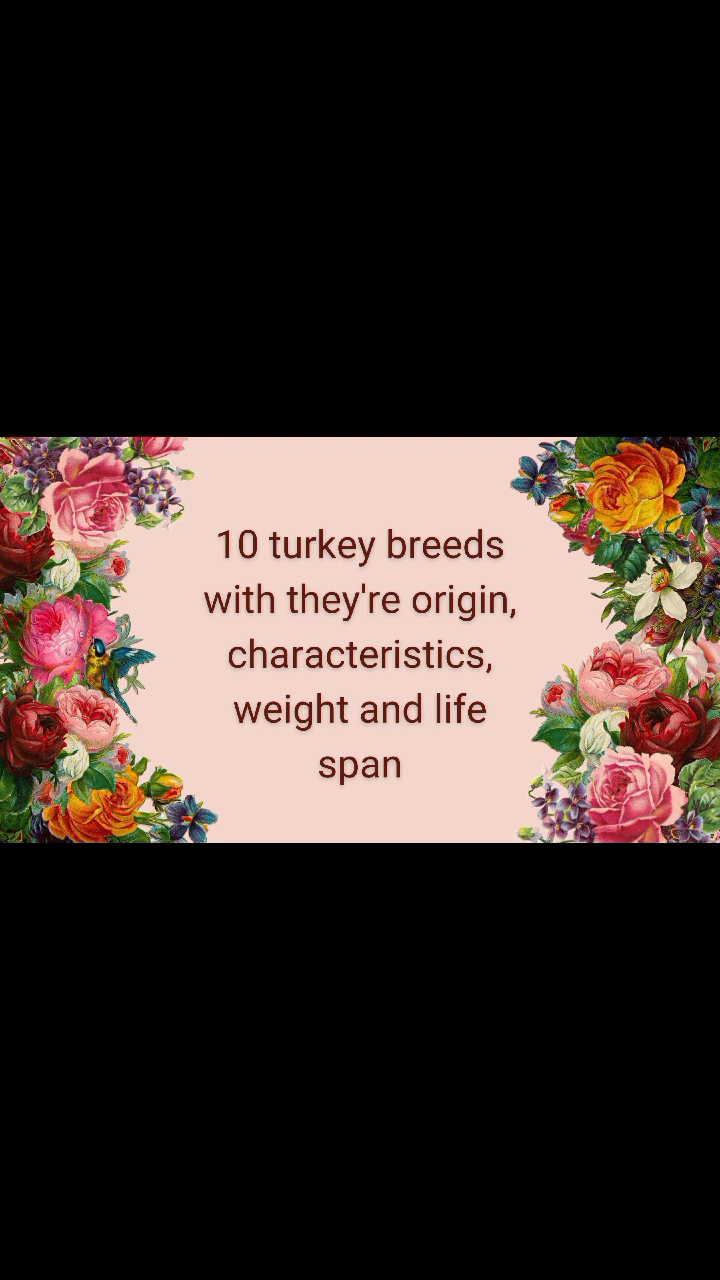 10 turkey breeds
with they're origin,
characteristics,
weight and life
span